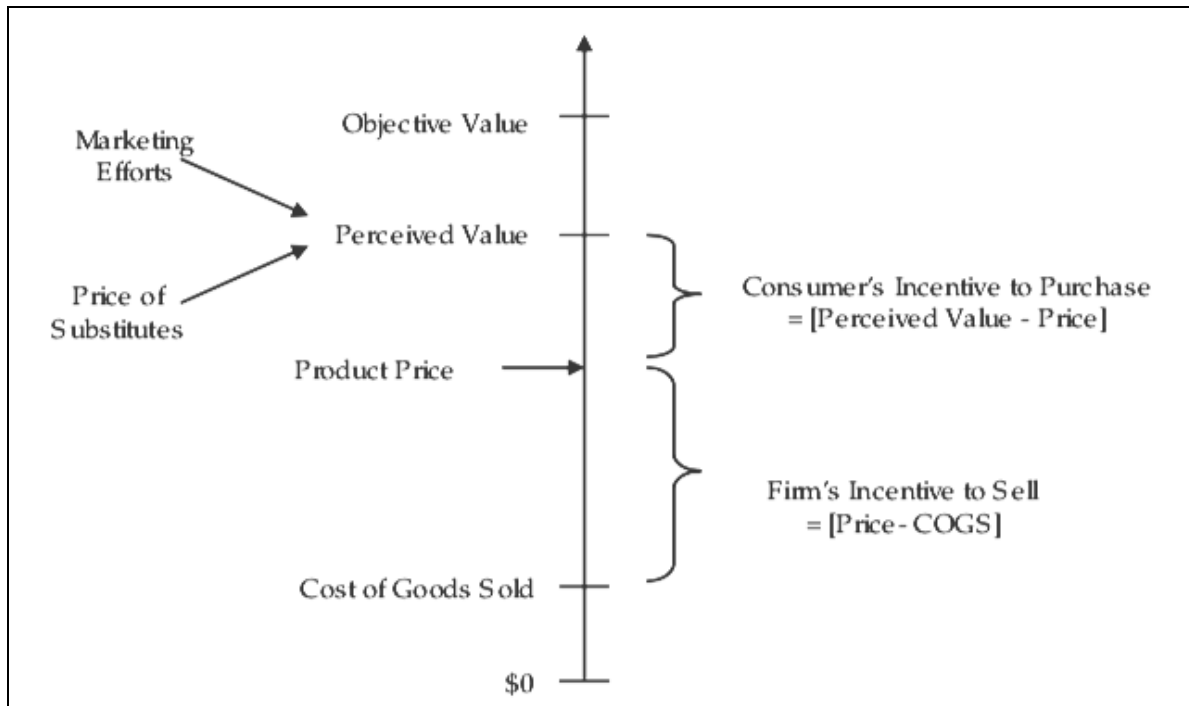 Objective Value
Marketing
Efforts
Perceived Value
Consumer's Incentive to Purchase
= [Perceived Value - Price]
Price of
Substitutes
Product Price
Firm's Incentive to Sell
= [Price- COGS]
Cost of Goods Sold
$0